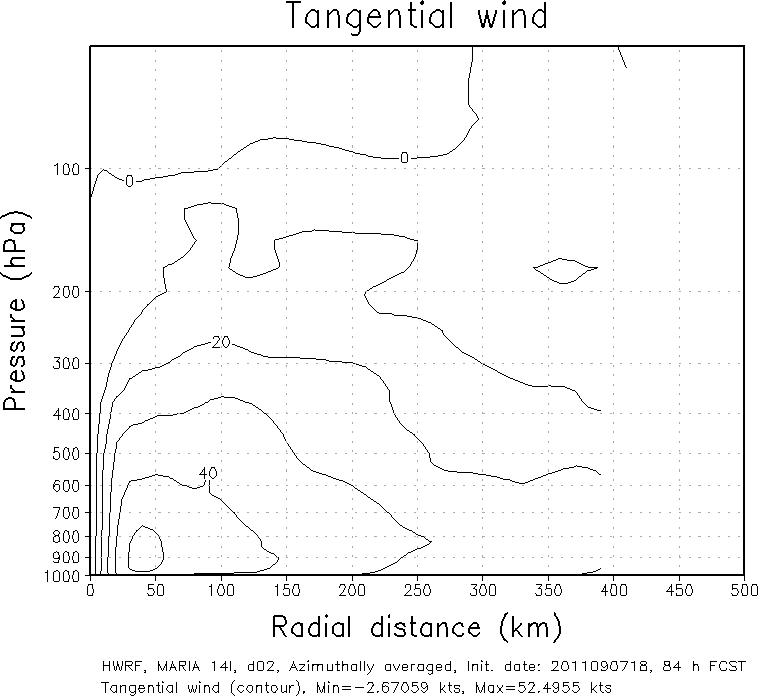 Tangential wind
0
0
100
200
20
300
400
500
40
600
700
800
900
1000
Pressure (hPa)
0 50 100 150 200 250 300 350 400 450 500
Radial distance (km)
HWRF, MARIA 14l, d02, Azimuthally averaged, Init. date: 2011090718, 84 h FCST
Tangential wind (contour), Min=-2.67059 kts, Max=52.4955 kts